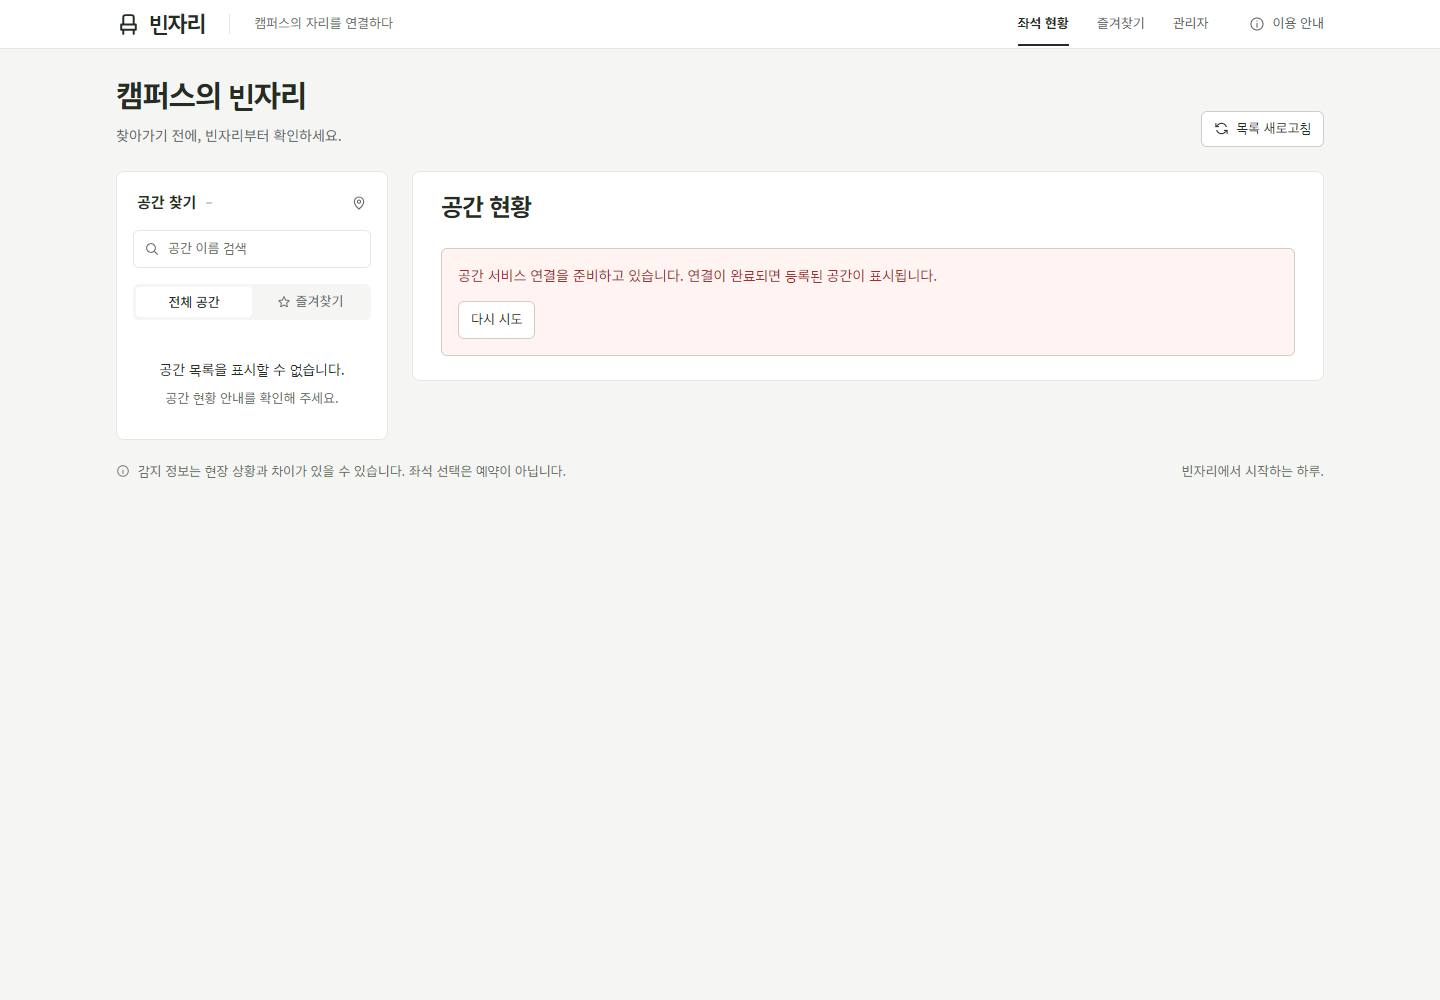 빈자리
캠퍼스의 자리를 연결하다
좌석 현황
즐겨찾기
관리자
이용 안내
캠퍼스의 빈자리
찾아가기 전에, 빈자리부터 확인하세요.
목록 새로고침
공간 찾기 –
공간 이름 검색
전체 공간
즐겨찾기
공간 목록을 표시할 수 없습니다.
공간 현황 안내를 확인해 주세요.
공간 현황
공간 서비스 연결을 준비하고 있습니다. 연결이 완료되면 등록된 공간이 표시됩니다.
다시 시도
감지 정보는 현장 상황과 차이가 있을 수 있습니다. 좌석 선택은 예약이 아닙니다.
빈자리에서 시작하는 하루.